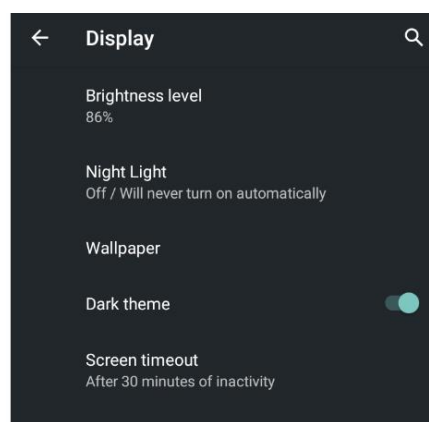 Display
Brightness level
86%
Night Light
Off / Will never turn on automatically
Wallpaper
Dark theme
Screen timeout
After 30 minutes of inactivity